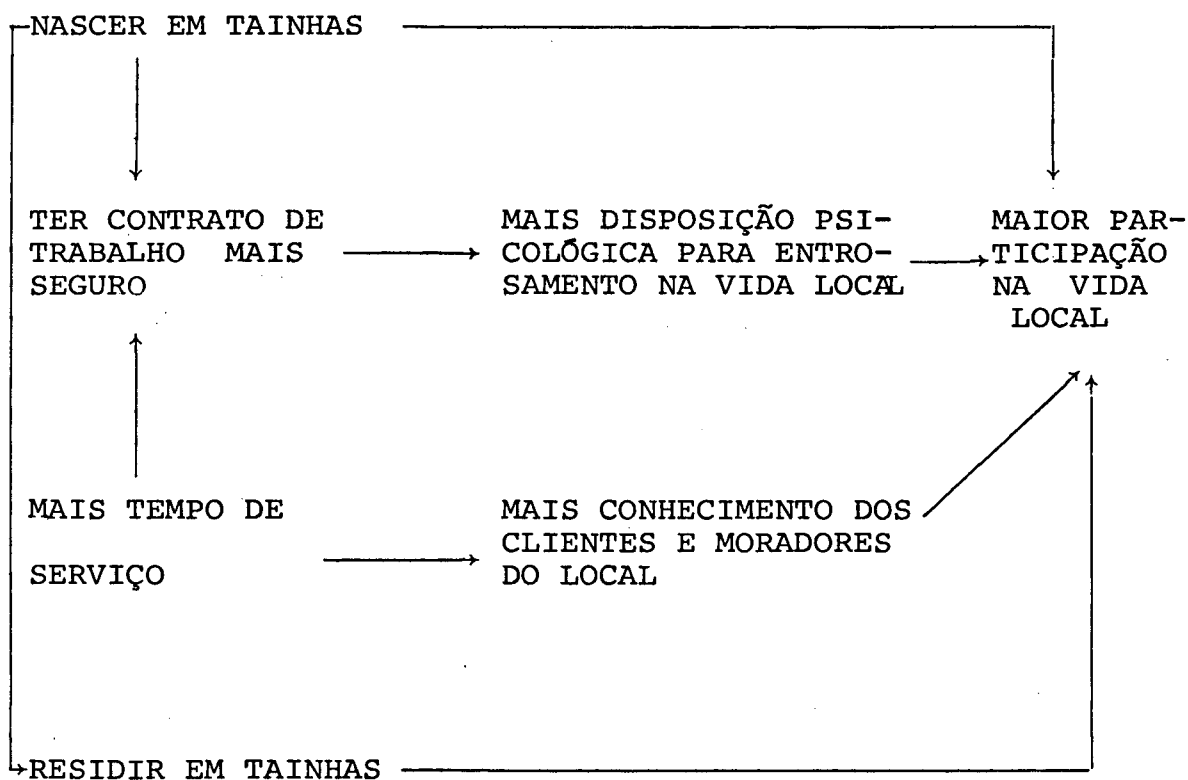 NASCER EM TAINHAS
TER CONTRATO DE
TRABALHO MAIS
SEGURO
MAIS DISPOSIÇÃO PSI-
COLÓGICA PARA ENTRO-
SAMENTO NA VIDA LOCAL
MAIOR PAR-
TICIPAÇÃO
NA VIDA
LOCAL
MAIS TEMPO DE
SERVIÇO
MAIS CONHECIMENTO DOS
CLIENTES E MORADORES
DO LOCAL
RESIDIR EM TAINHAS